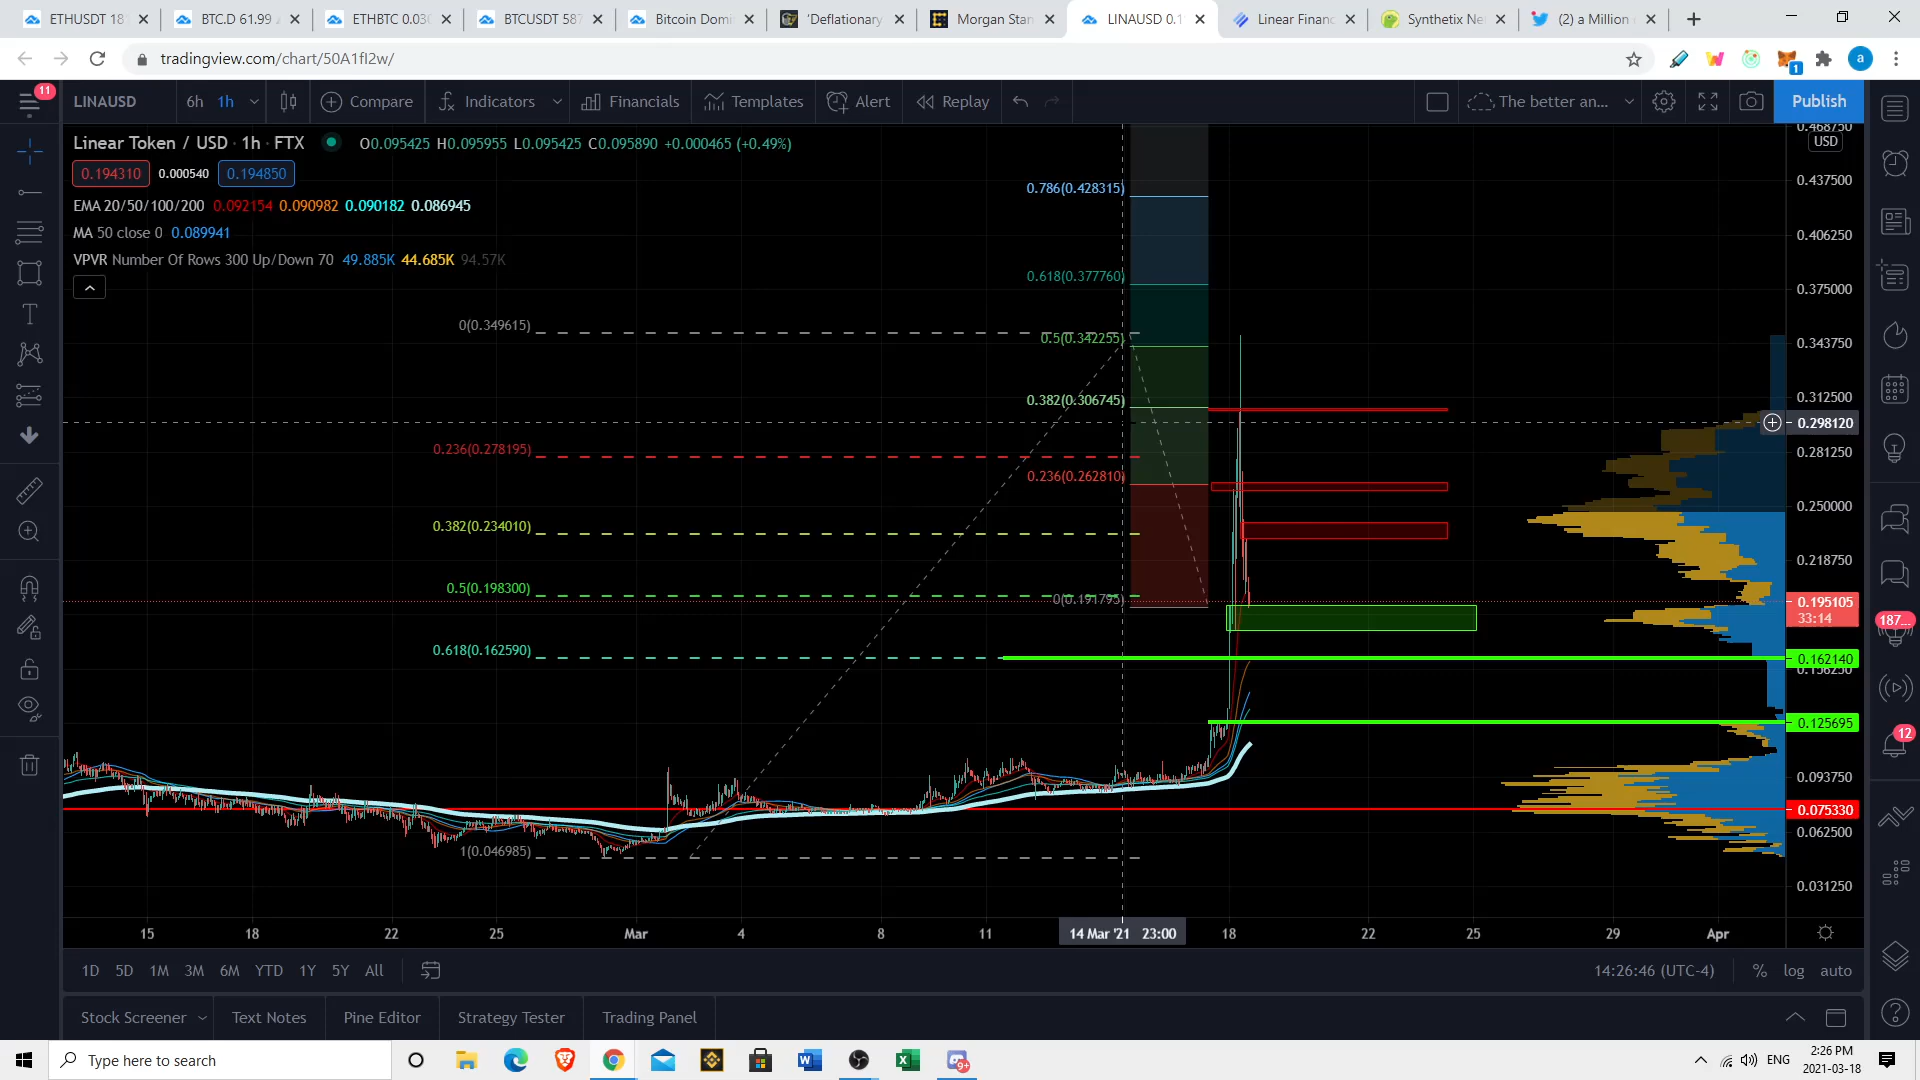 ETHUSDT 181
BTC.D 61.99
ETHBTC 0.030
BTCUSDT 587
Bitcoin Domi
'Deflationary
Morgan Stan
LINAUSD 0.1
Linear Financ
Synthetix Ne
(2) a Million
tradingview.com/chart/50A1fI2w/
1
a
11
LINAUSD
6h
1h
Compare
Indicators
Financials
Templates
Alert
Replay
The better an...
Publish
Linear Token / USD · 1h · FTX
O0.095425 H0.095955 L0.095425 C0.095890 +0.000465 (+0.49%)
0.194310
0.000540
0.194850
EMA 20/50/100/200 0.092154 0.090982 0.090182 0.086945
MA 50 close 0 0.089941
VPVR Number Of Rows 300 Up/Down 70 49.885K 44.685K 94.57K
0.786(0.428315)
0.618(0.377760)
0.5(0.342255)
0.382(0.306745)
0.236(0.262810)
0(0.191795)
0(0.349615)
0.236(0.278195)
0.382(0.234010)
0.5(0.198300)
0.618(0.162590)
1(0.046985)
0.468750
USD
0.437500
0.406250
0.375000
0.343750
0.312500
0.298120
0.281250
0.250000
0.218750
0.195105
33:14
0.162140
0.156250
0.125695
0.093750
0.075330
0.062500
0.031250
187...
12
15
18
22
25
Mar
4
8
11
14 Mar '21 23:00
18
22
25
29
Apr
1D
5D
1M
3M
6M
YTD
1Y
5Y
All
14:26:46 (UTC-4)
%
log
auto
Stock Screener
Text Notes
Pine Editor
Strategy Tester
Trading Panel
Type here to search
9+
ENG
2:26 PM
2021-03-18